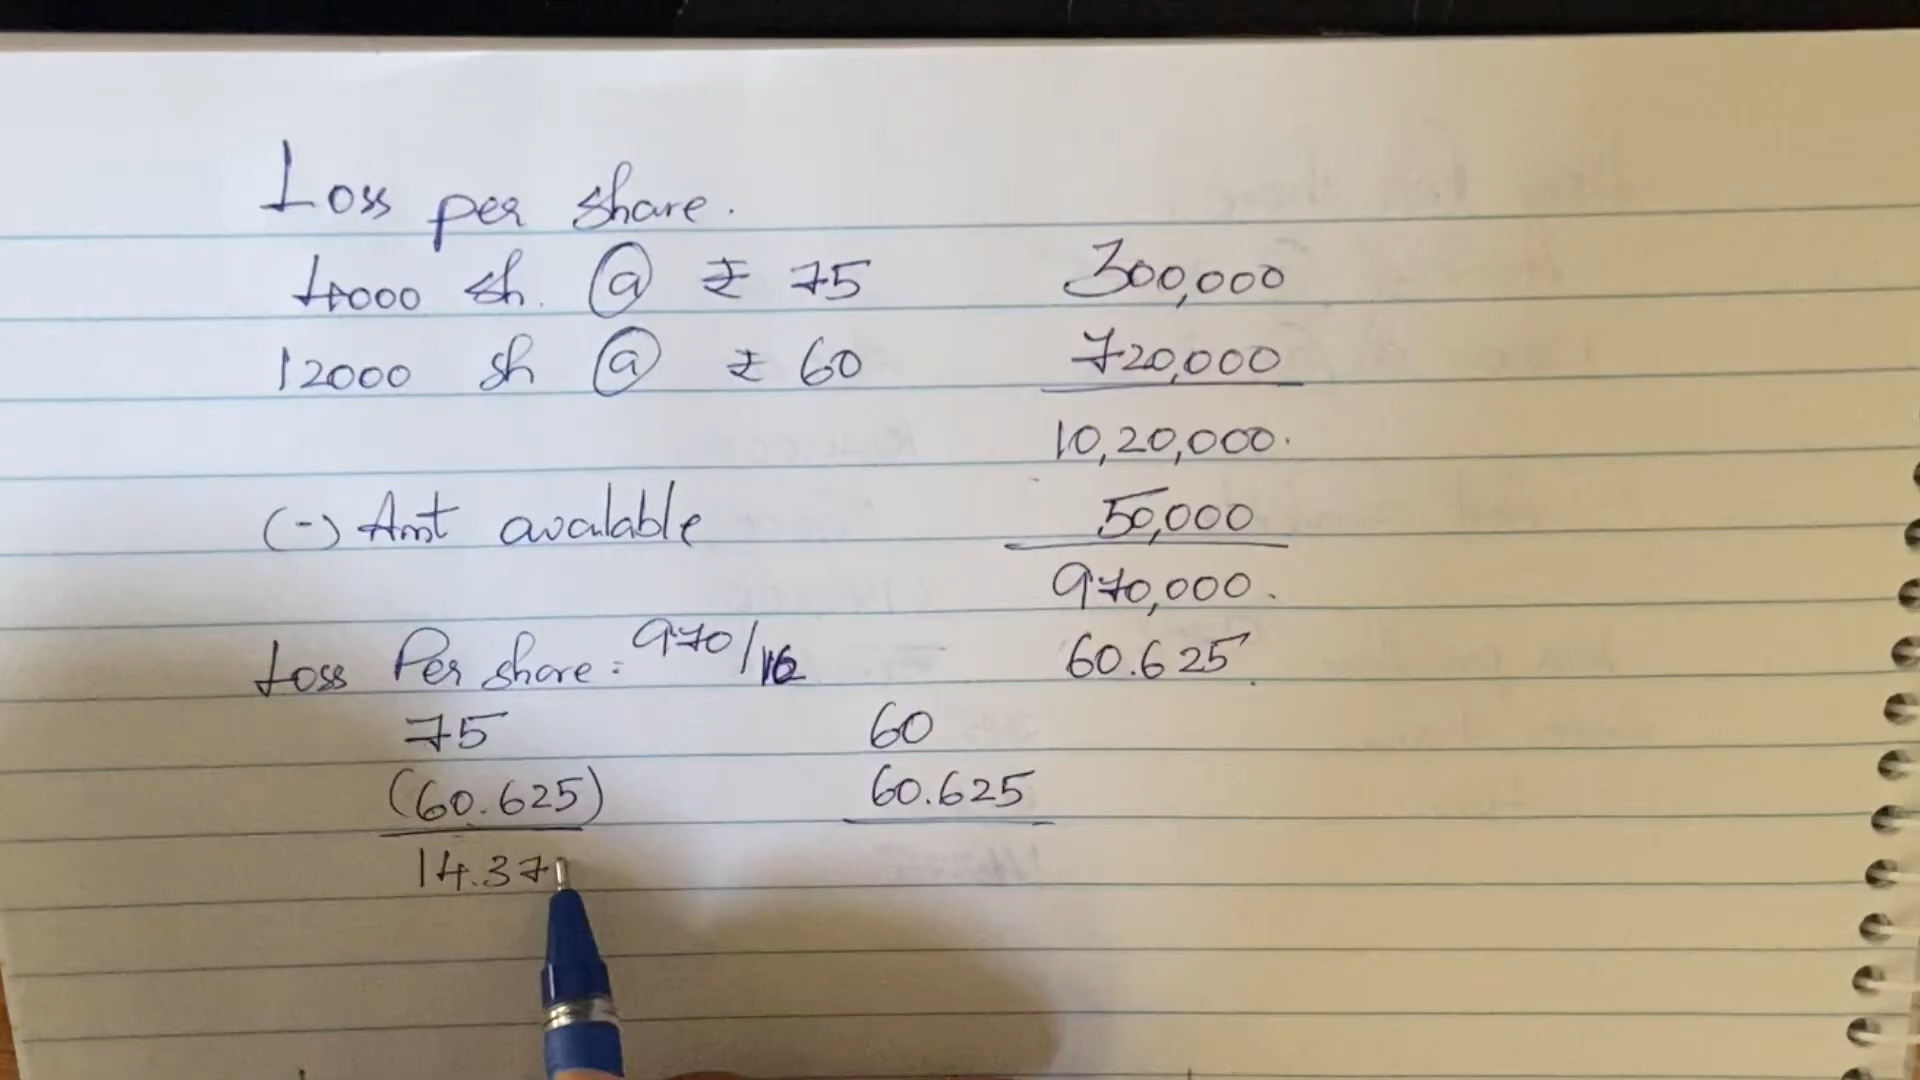 Loss per share.
4000 sh. @ ₹ 75 300,000
12000 sh @ ₹ 60 720,000
10,20,000.
(-) Amt available 50,000
970,000.
Loss Per share: 970/16 60.625
75 60
(60.625) 60.625
14.37